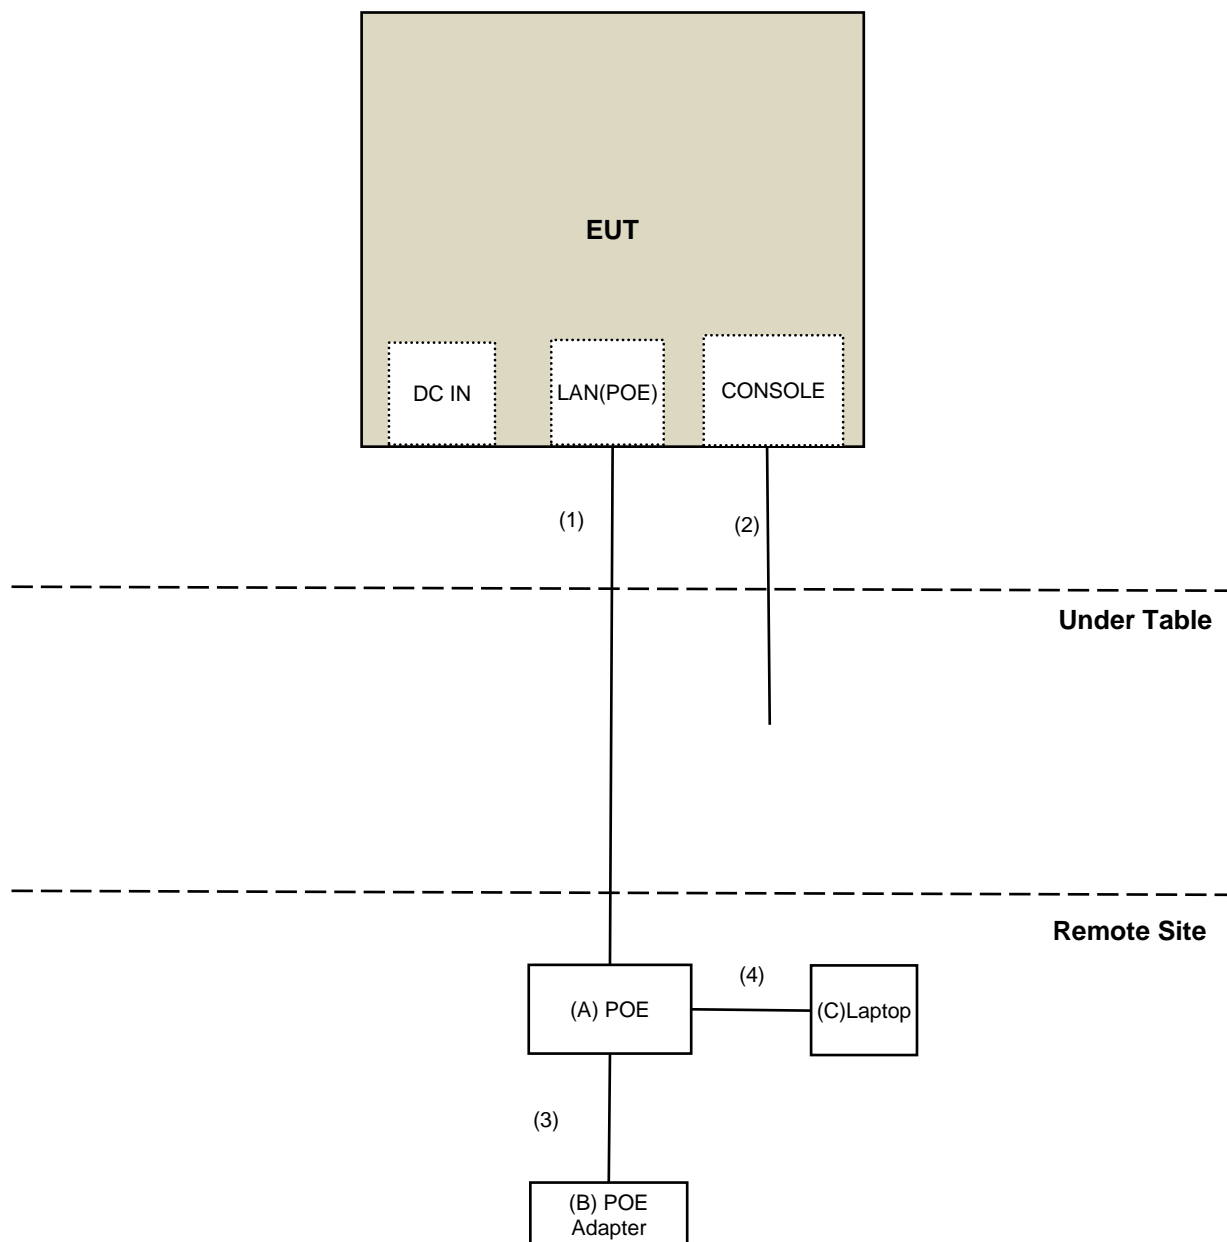 EUT
DC IN
LAN(POE)
CONSOLE
(1)
(2)
Under Table
Remote Site
(A) POE
(4)
(C)Laptop
(3)
(B) POE
Adapter